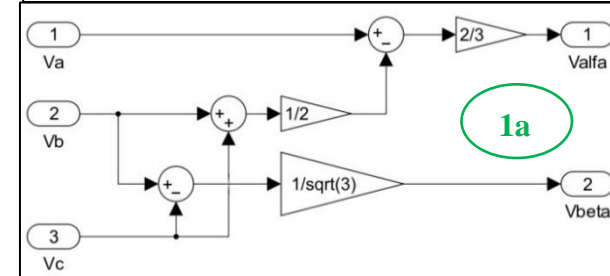 1
Va
+
−
2/3
1
Valfa
2
Vb
+
+
1/2
1a
+
−
1/sqrt(3)
2
Vbeta
3
Vc